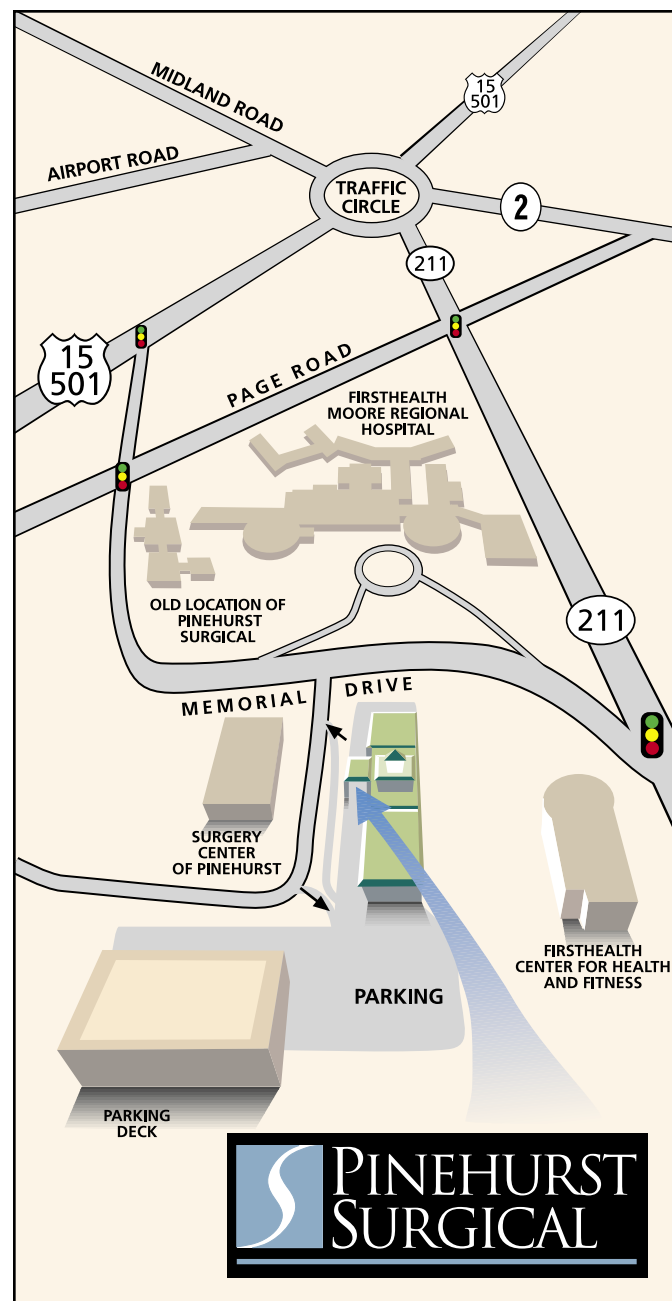 MIDLAND ROAD
15
501
AIRPORT ROAD
TRAFFIC
CIRCLE
2
211
15
501
PAGE ROAD
FIRSTHEALTH
MOORE REGIONAL
HOSPITAL
OLD LOCATION OF
PINEHURST
SURGICAL
211
MEMORIAL DRIVE
SURGERY
CENTER
OF PINEHURST
FIRSTHEALTH
CENTER FOR HEALTH
AND FITNESS
PARKING
PARKING
DECK
PINEHURST
SURGICAL